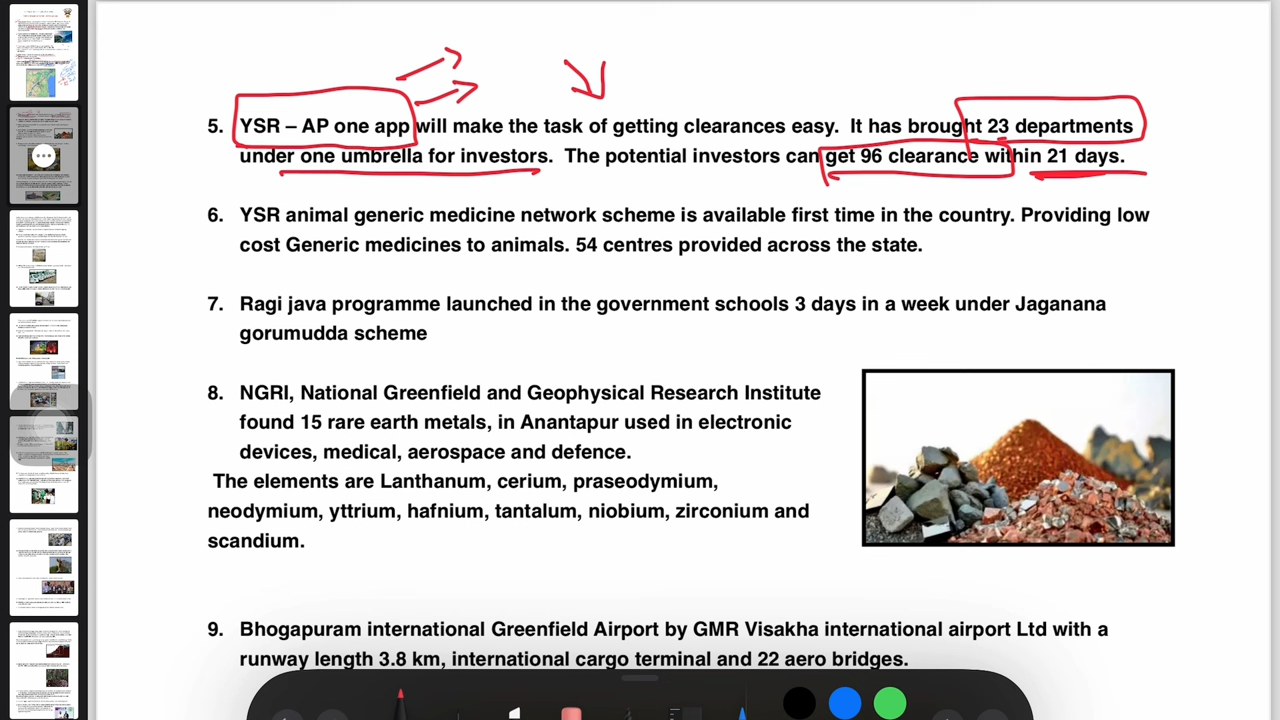 5. YSR – AP one app will make the task of getting clearances easy. It has brought 23 departments
under one umbrella for investors. The potential investors can get 96 clearance within 21 days.
6. YSR animal generic medicine network scheme is available first time in the country. Providing low
cost Generic medicines to animals. 54 centres provided across the state.
7. Ragi java programme launched in the government schools 3 days in a week under Jaganana
gorumudda scheme
8. NGRI, National Greenfield and Geophysical Research Institute
found 15 rare earth metals, in Anantapur used in electronic
devices, medical, aerospace and defence.
The elements are Lanthanum, cerium, praseodymium,
neodymium, yttrium, hafnium, tantalum, niobium, zirconium and
scandium.
9. Bhogapuram international Greenfield Airport by GMR Visakha international airport Ltd with a
runway length 3.8 km, international cargo terminal and 22 aero bridges.